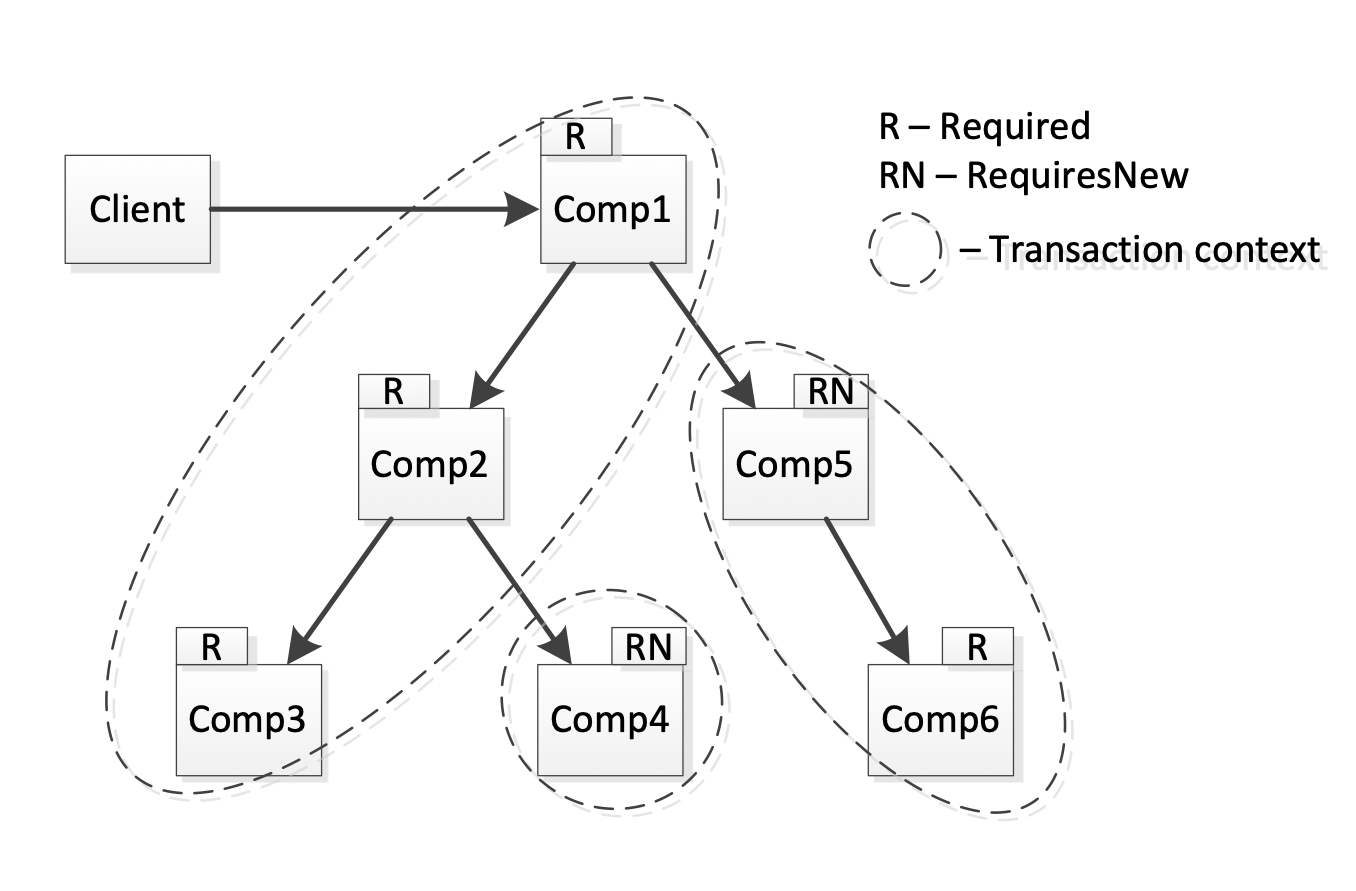 R
R – Required
RN – RequiresNew
Client
Comp1
– Transaction context
R
RN
Comp2
Comp5
R
RN
R
Comp3
Comp4
Comp6